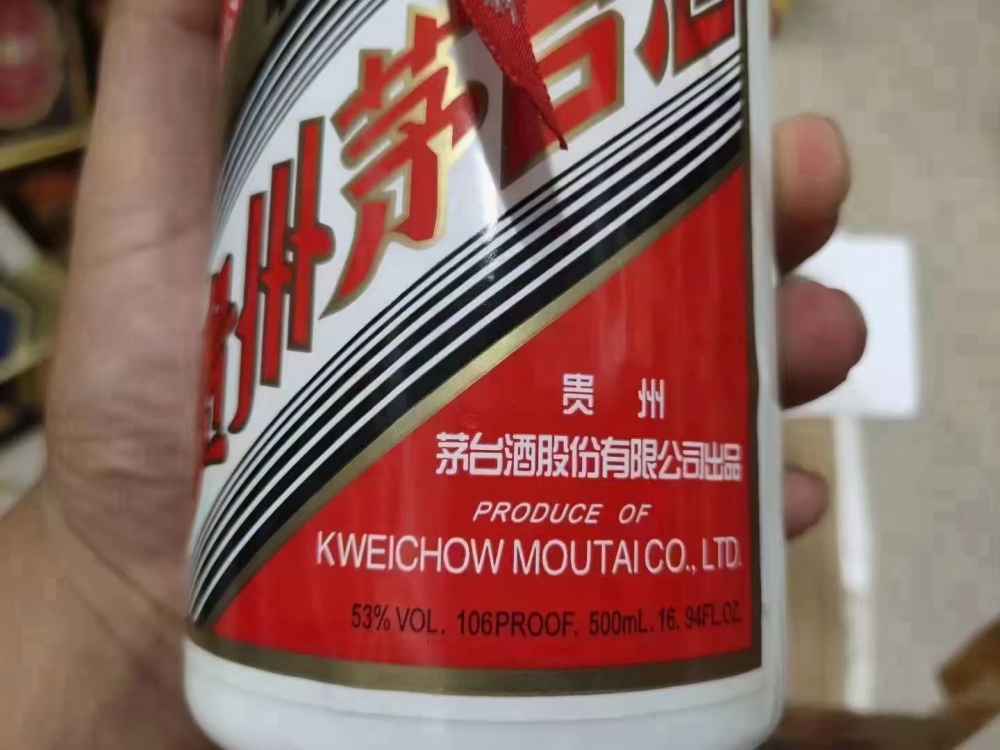 贵州茅台酒
贵 州
茅台酒股份有限公司出品
PRODUCE OF
KWEICHOW MOUTAI CO., LTD.
53% VOL. 106PROOF. 500mL. 16. 94FL.OZ.